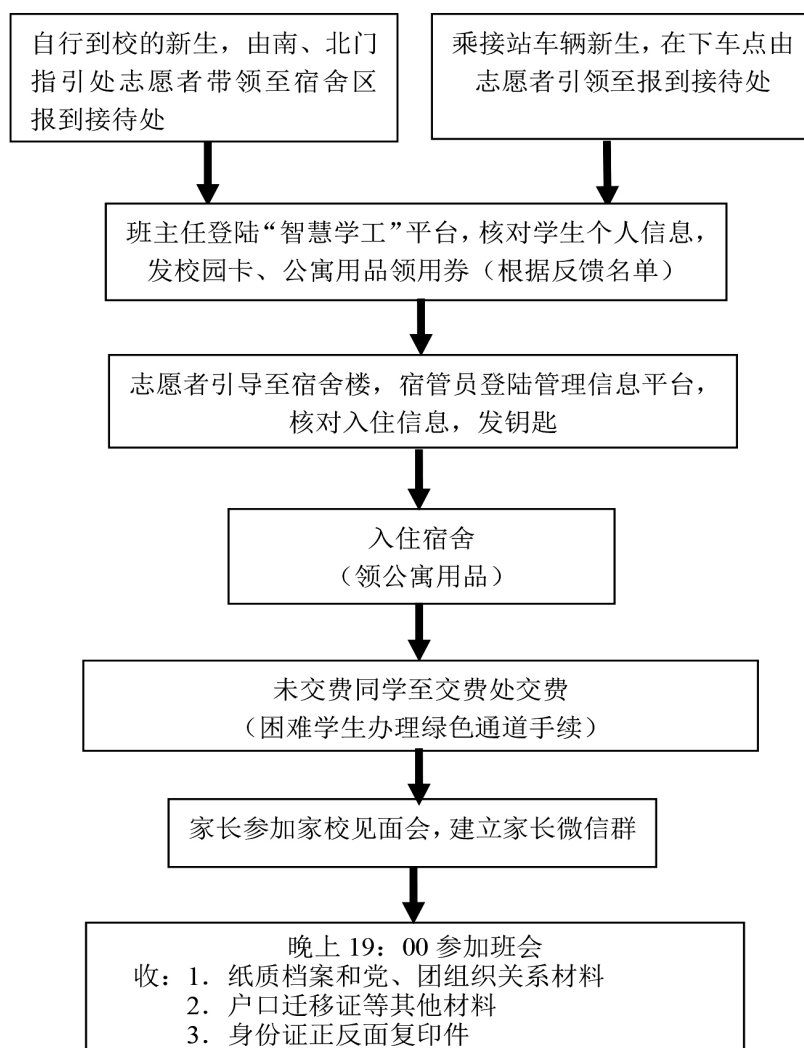 自行到校的新生，由南、北门
指引处志愿者带领至宿舍区
报到接待处
乘接站车辆新生，在下车点由
志愿者引领至报到接待处
班主任登陆“智慧学工”平台，核对学生个人信息，
发校园卡、公寓用品领用券（根据反馈名单）
志愿者引导至宿舍楼，宿管员登陆管理信息平台，
核对入住信息，发钥匙
入住宿舍
（领公寓用品）
未交费同学至交费处交费
（困难学生办理绿色通道手续）
家长参加家校见面会，建立家长微信群
晚上 19：00 参加班会
收：1．纸质档案和党、团组织关系材料
2．户口迁移证等其他材料
3．身份证正反面复印件